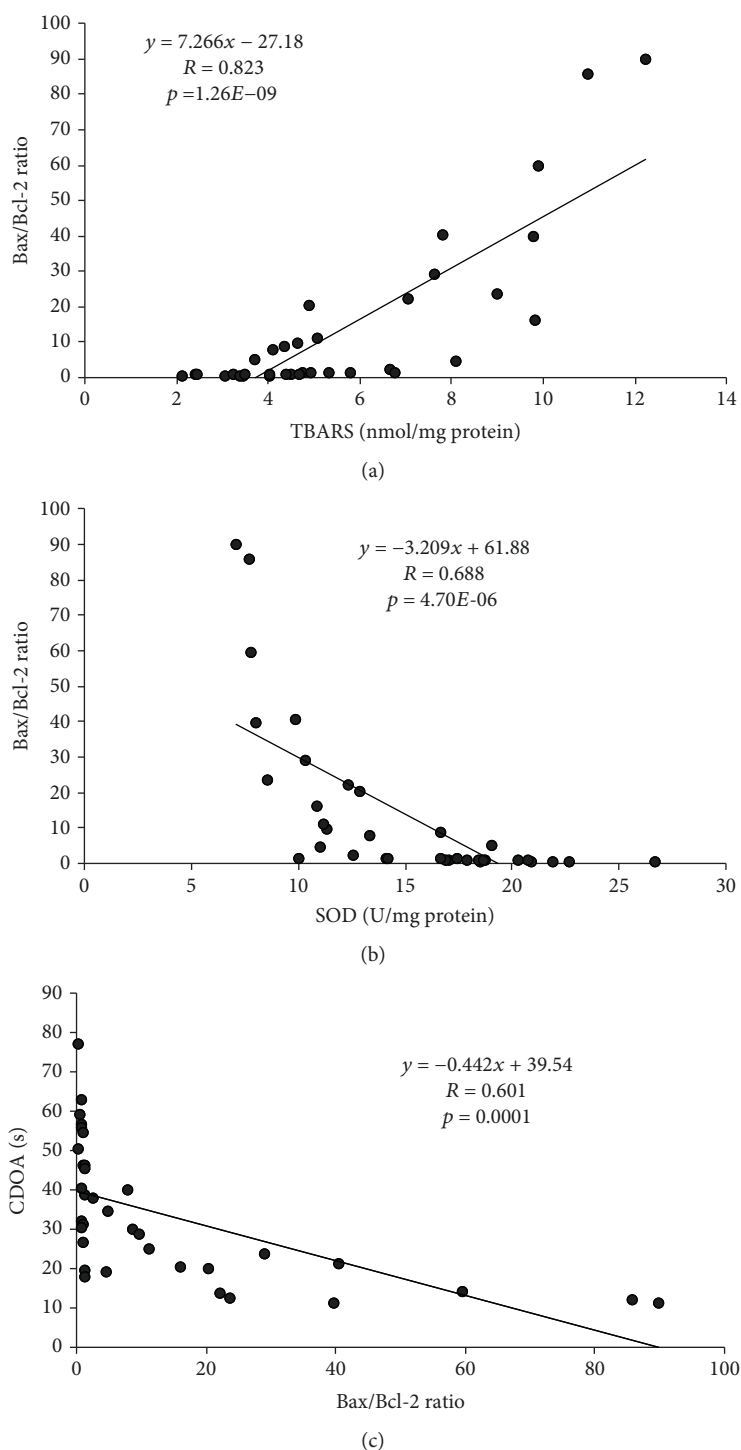 100
90
80
70
60
50
40
30
20
10
0
Bax/Bcl-2 ratio
y = 7.266x − 27.18
R = 0.823
p =1.26E−09
0 2 4 6 8 10 12 14
TBARS (nmol/mg protein)
(a)
100
90
80
70
60
50
40
30
20
10
0
Bax/Bcl-2 ratio
y = −3.209x + 61.88
R = 0.688
p = 4.70E-06
0 5 10 15 20 25 30
SOD (U/mg protein)
(b)
90
80
70
60
50
40
30
20
10
0
CDOA (s)
y = −0.442x + 39.54
R = 0.601
p = 0.0001
0 20 40 60 80 100
Bax/Bcl-2 ratio
(c)